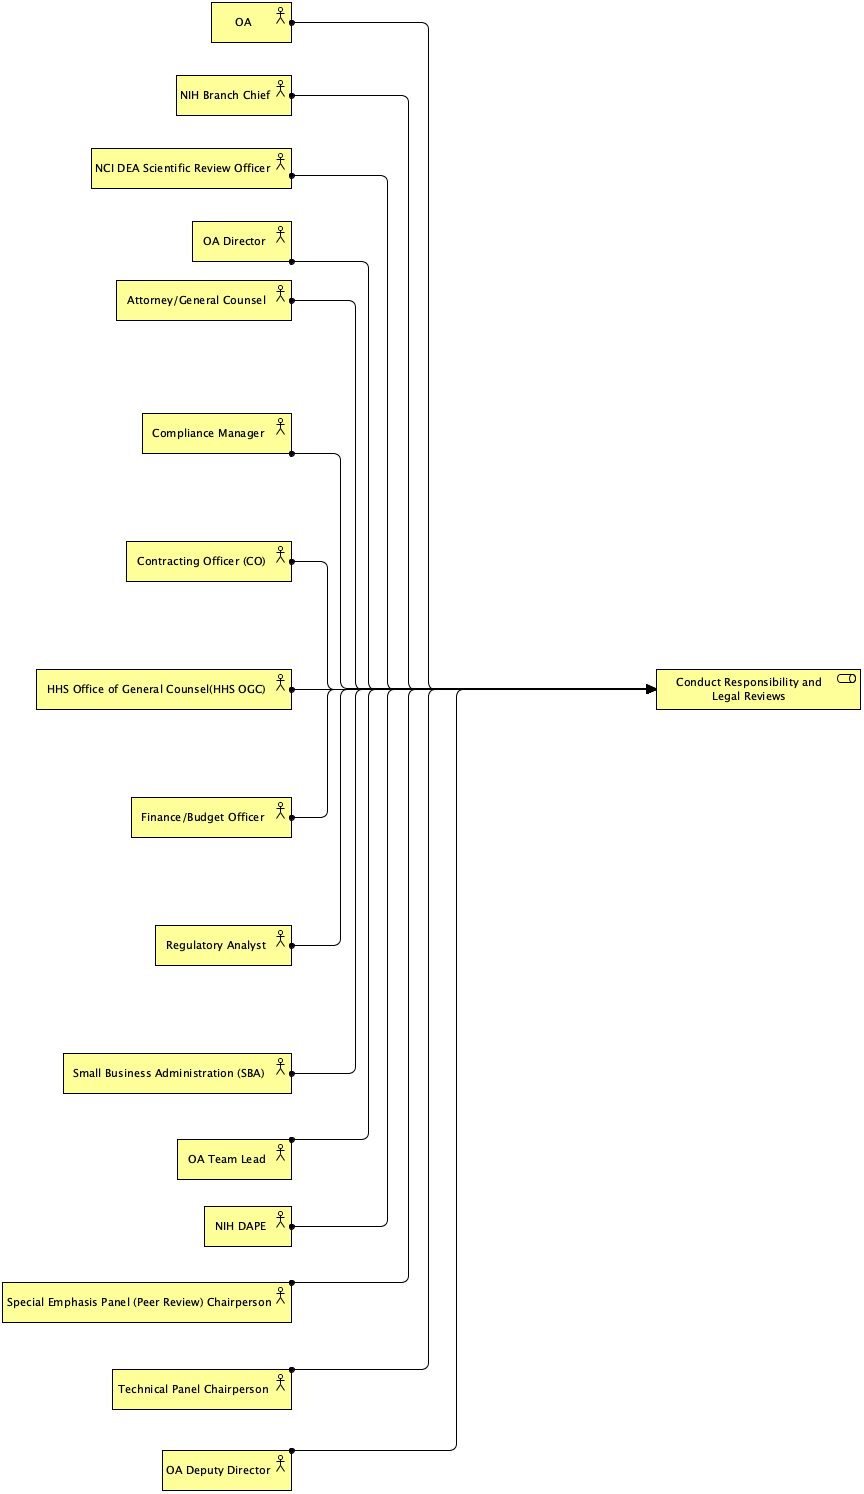 OA
NIH Branch Chief
NCI DEA Scientific Review Officer
OA Director
Attorney/General Counsel
Compliance Manager
Contracting Officer (CO)
HHS Office of General Counsel(HHS OGC)
Conduct Responsibility and
Legal Reviews
Finance/Budget Officer
Regulatory Analyst
Small Business Administration (SBA)
OA Team Lead
NIH DAPE
Special Emphasis Panel (Peer Review) Chairperson
Technical Panel Chairperson
OA Deputy Director